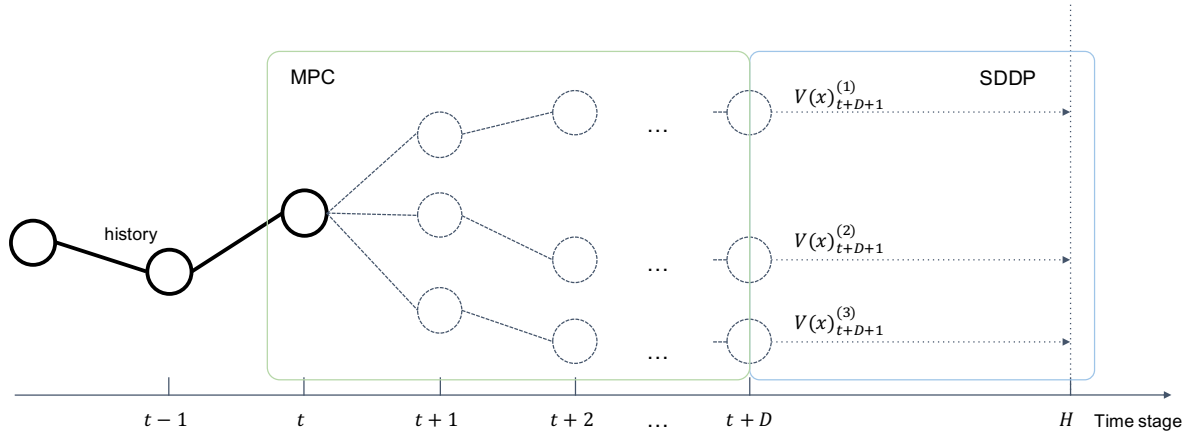 MPC
SDDP
V(x)_{t+D+1}^{(1)}
...
history
V(x)_{t+D+1}^{(2)}
...
V(x)_{t+D+1}^{(3)}
...
t − 1 t t + 1 t + 2 ... t + D H Time stage